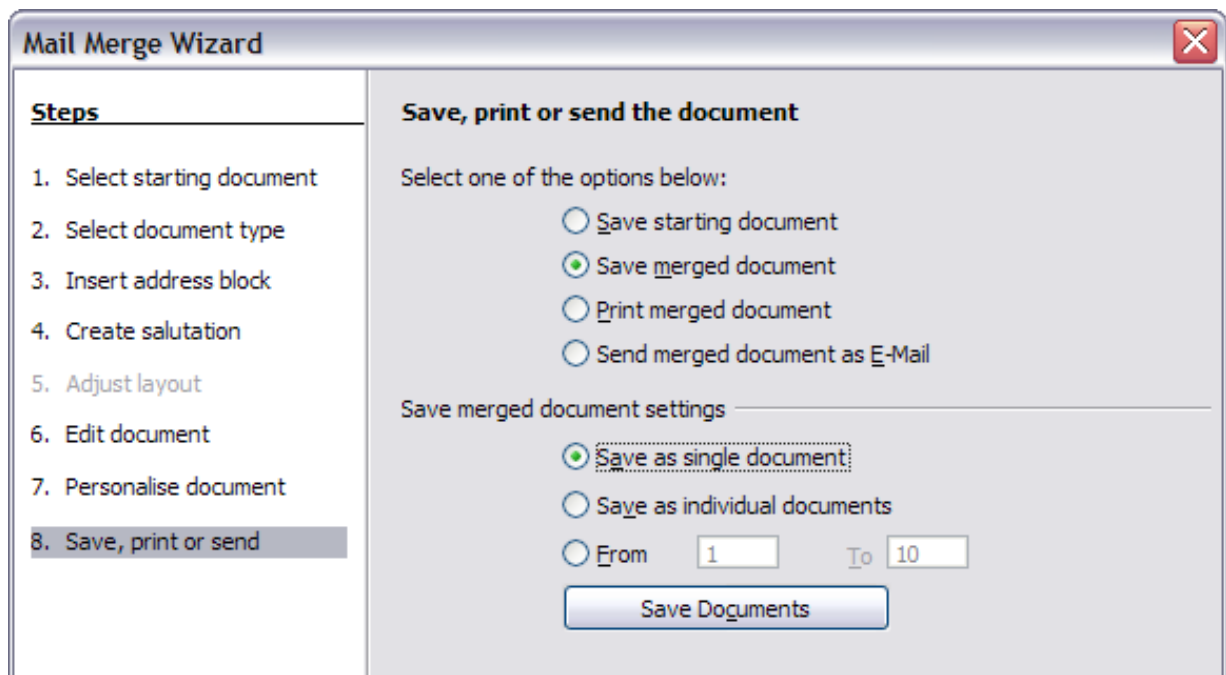 Mail Merge Wizard
Steps
1. Select starting document
2. Select document type
3. Insert address block
4. Create salutation
5. Adjust layout
6. Edit document
7. Personalise document
8. Save, print or send
Save, print or send the document
Select one of the options below:
Save starting document
Save merged document
Print merged document
Send merged document as E-Mail
Save merged document settings
Save as single document
Save as individual documents
From 1 To 10
Save Documents